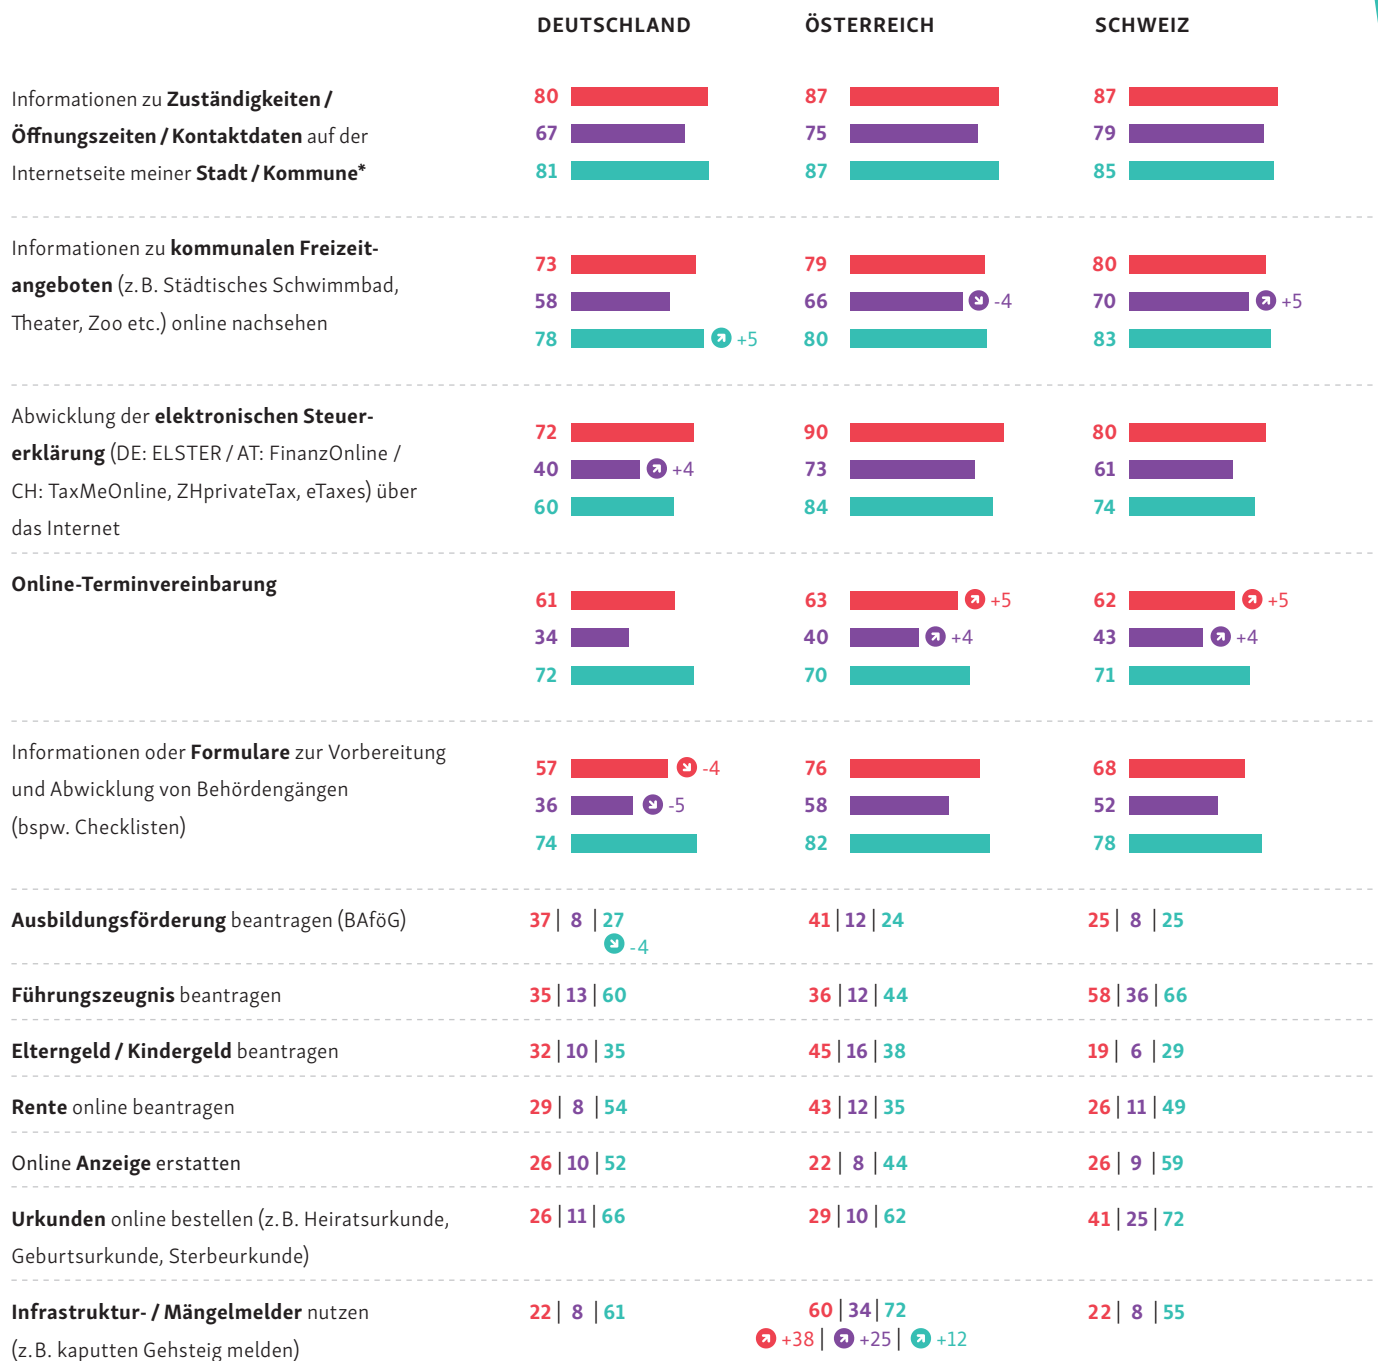 DEUTSCHLAND ÖSTERREICH SCHWEIZ
Informationen zu Zuständigkeiten / 80 87 87
Öffnungszeiten / Kontaktdaten auf der 67 75 79
Internetseite meiner Stadt / Kommune* 81 87 85
Informationen zu kommunalen Freizeit- 73 79 80
angeboten (z. B. Städtisches Schwimmbad, 58 66 -4 70 +5
Theater, Zoo etc.) online nachsehen 78 +5 80 83
Abwicklung der elektronischen Steuer- 72 90 80
erklärung (DE: ELSTER / AT: FinanzOnline / 40 +4 73 61
CH: TaxMeOnline, ZHprivateTax, eTaxes) über 60 84 74
das Internet
Online-Terminvereinbarung 61 63 +5 62 +5
34 40 +4 43 +4
72 70 71
Informationen oder Formulare zur Vorbereitung 57 -4 76 68
und Abwicklung von Behördengängen 36 -5 58 52
(bspw. Checklisten) 74 82 78
Ausbildungsförderung beantragen (BAföG) 37 | 8 | 27 41 | 12 | 24 25 | 8 | 25
-4
Führungszeugnis beantragen 35 | 13 | 60 36 | 12 | 44 58 | 36 | 66
Elterngeld / Kindergeld beantragen 32 | 10 | 35 45 | 16 | 38 19 | 6 | 29
Rente online beantragen 29 | 8 | 54 43 | 12 | 35 26 | 11 | 49
Online Anzeige erstatten 26 | 10 | 52 22 | 8 | 44 26 | 9 | 59
Urkunden online bestellen (z. B. Heiratsurkunde, 26 | 11 | 66 29 | 10 | 62 41 | 25 | 72
Geburtsurkunde, Sterbeurkunde)
Infrastruktur- / Mängelmelder nutzen 22 | 8 | 61 60 | 34 | 72 22 | 8 | 55
(z. B. kaputten Gehsteig melden) +38 | +25 | +12